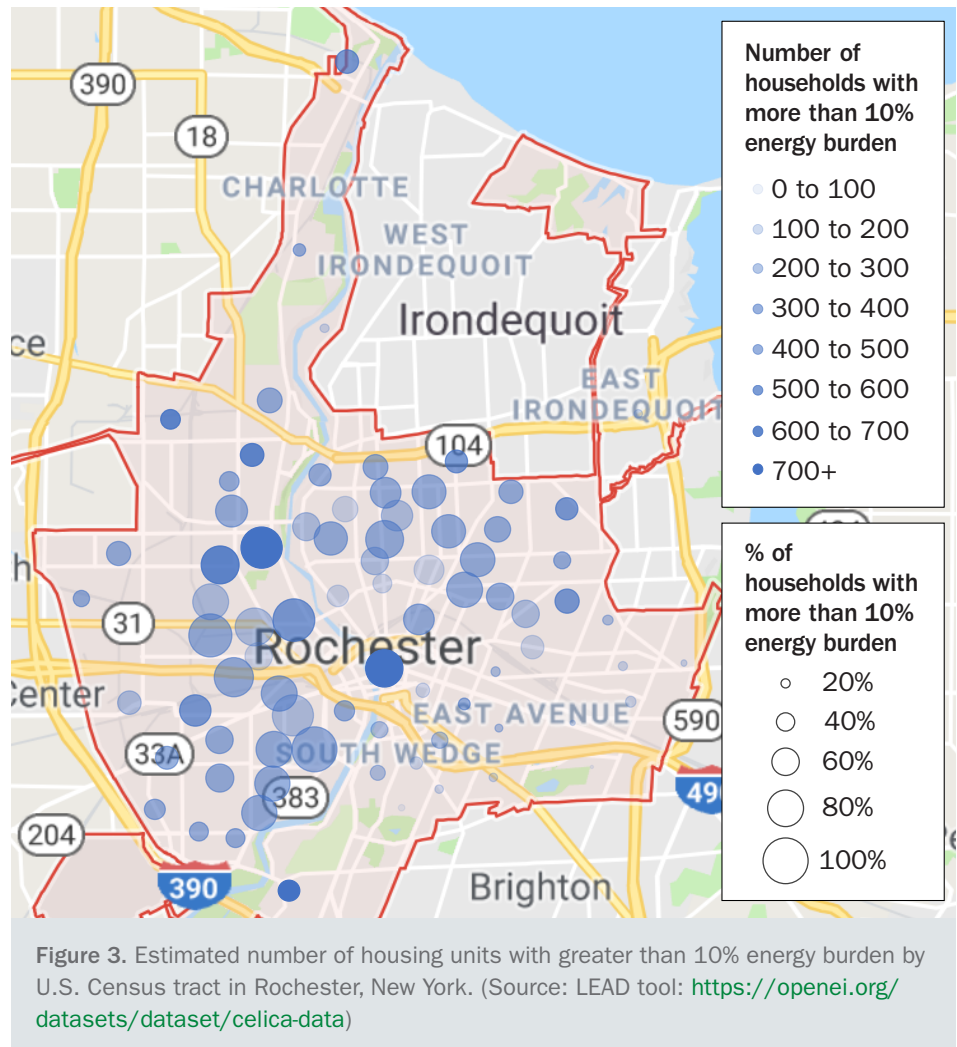 390
18
CHARLOTTE
WEST
IRONDEQUOIT
Irondequoit
ce
EAST
IRONDEQUOIT
104
h
31
Rochester
Center
EAST AVENUE
590
33A
SOUTH WEDGE
383
490
204
390
Brighton
Number of
households with
more than 10%
energy burden
0 to 100
100 to 200
200 to 300
300 to 400
400 to 500
500 to 600
600 to 700
700+
% of
households with
more than 10%
energy burden
20%
40%
60%
80%
100%
Figure 3. Estimated number of housing units with greater than 10% energy burden by
U.S. Census tract in Rochester, New York. (Source: LEAD tool: https://openei.org/
datasets/dataset/celica-data)